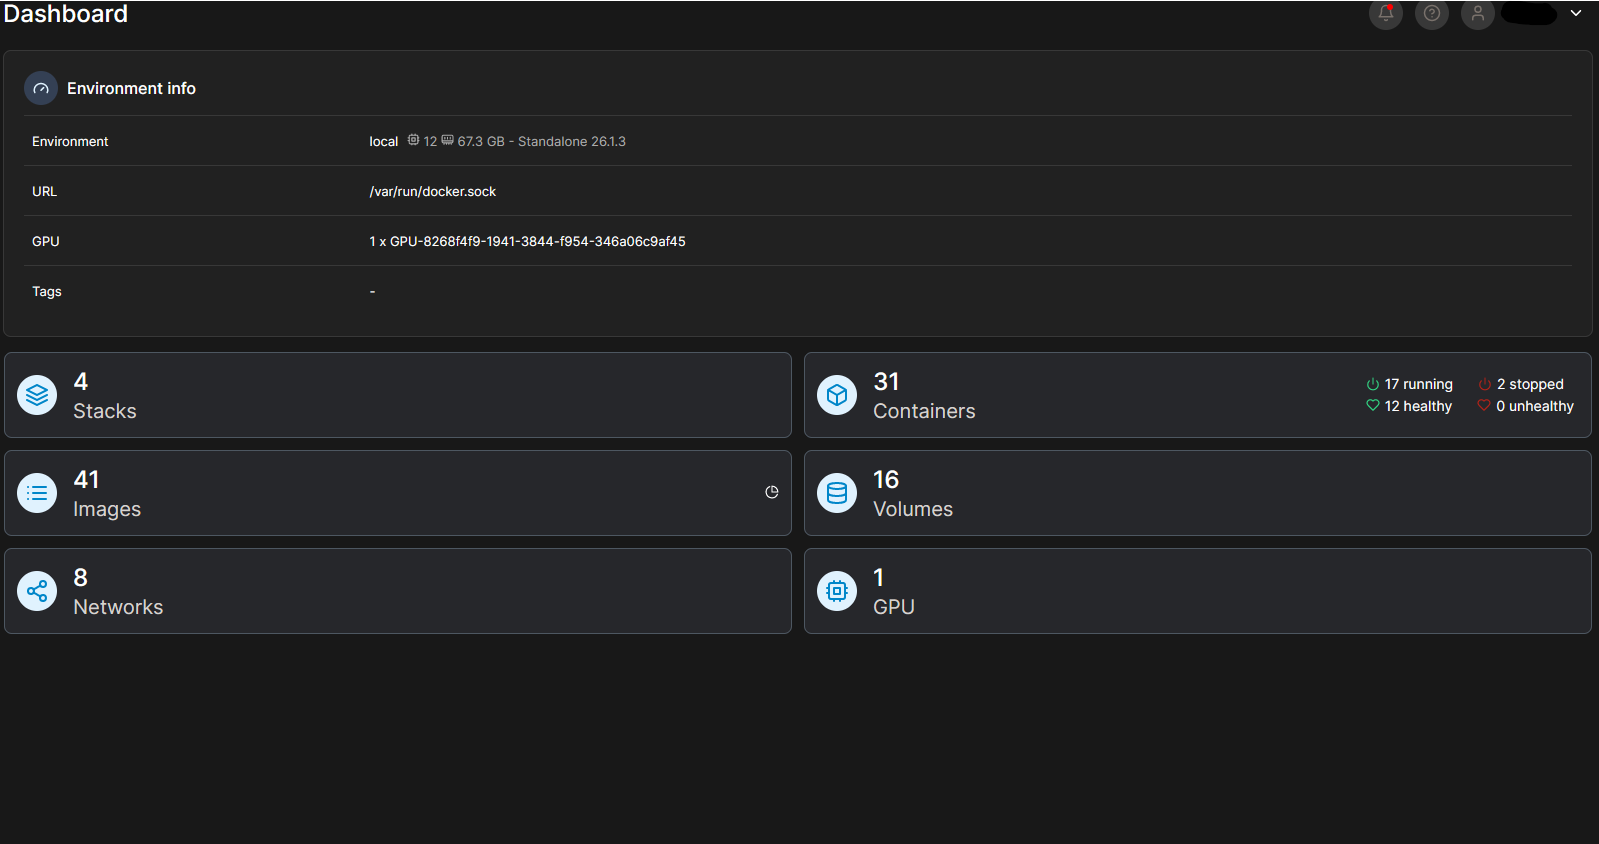 Dashboard
Environment info
Environment local 12 67.3 GB - Standalone 26.1.3
URL /var/run/docker.sock
GPU 1 x GPU-8268f4f9-1941-3844-f954-346a06c9af45
Tags -
4
Stacks
31
Containers
17 running 2 stopped
12 healthy 0 unhealthy
41
Images
16
Volumes
8
Networks
1
GPU